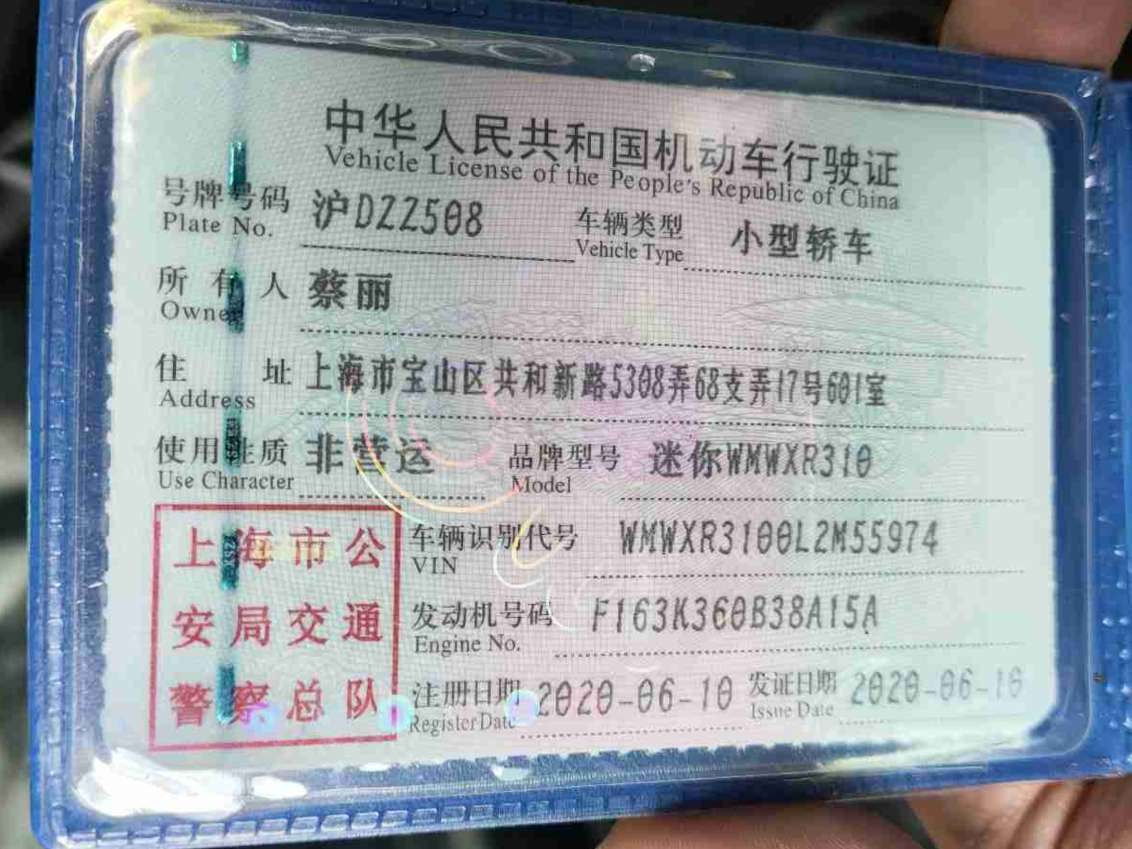 中华人民共和国机动车行驶证
Vehicle License of the People's Republic of China
号牌号码 沪DZZ508 车辆类型 小型轿车
Plate No. Vehicle Type
所有人 蔡丽
Owner
住址 上海市宝山区共和新路5308弄68支弄17号601室
Address
使用性质 非营运 品牌型号 迷你WMWXR310
Use Character Model
上海市公 车辆识别代号 WMWXR3100L2M55974
VIN
安局交通 发动机号码 F163K360B38A15A
Engine No.
警察总队 注册日期 2020-06-10 发证日期 2020-06-10
Register Date Issue Date